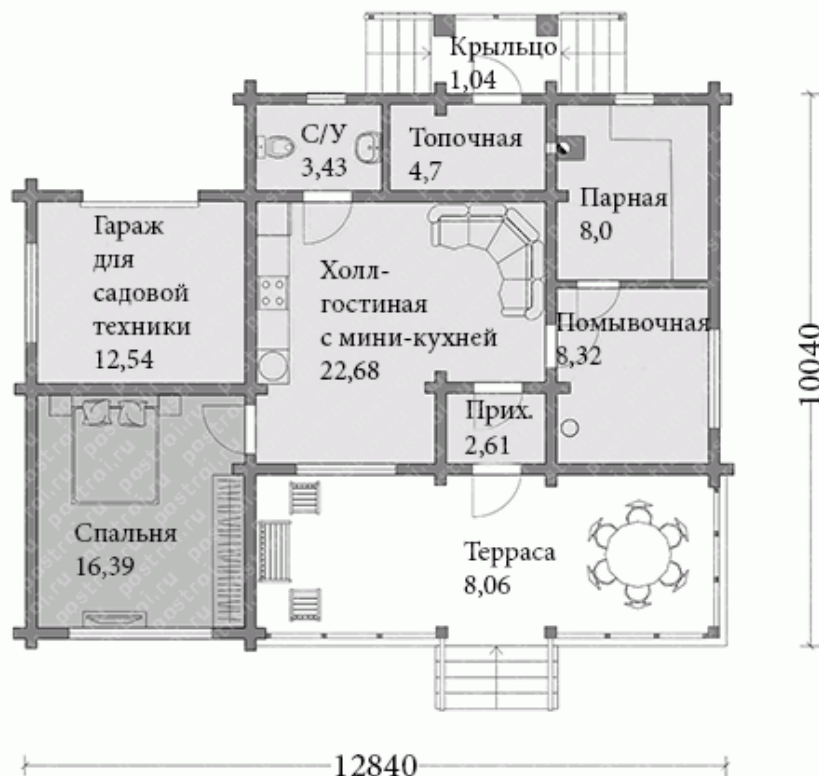 Крыльцо
1,04
С/У
3,43
Топочная
4,7
Парная
8,0
Гараж
для
садовой
техники
12,54
Холл-
гостиная
с мини-кухней
22,68
Помывочная
8,32
Прих.
2,61
Спальня
16,39
Терраса
8,06
10040
12840